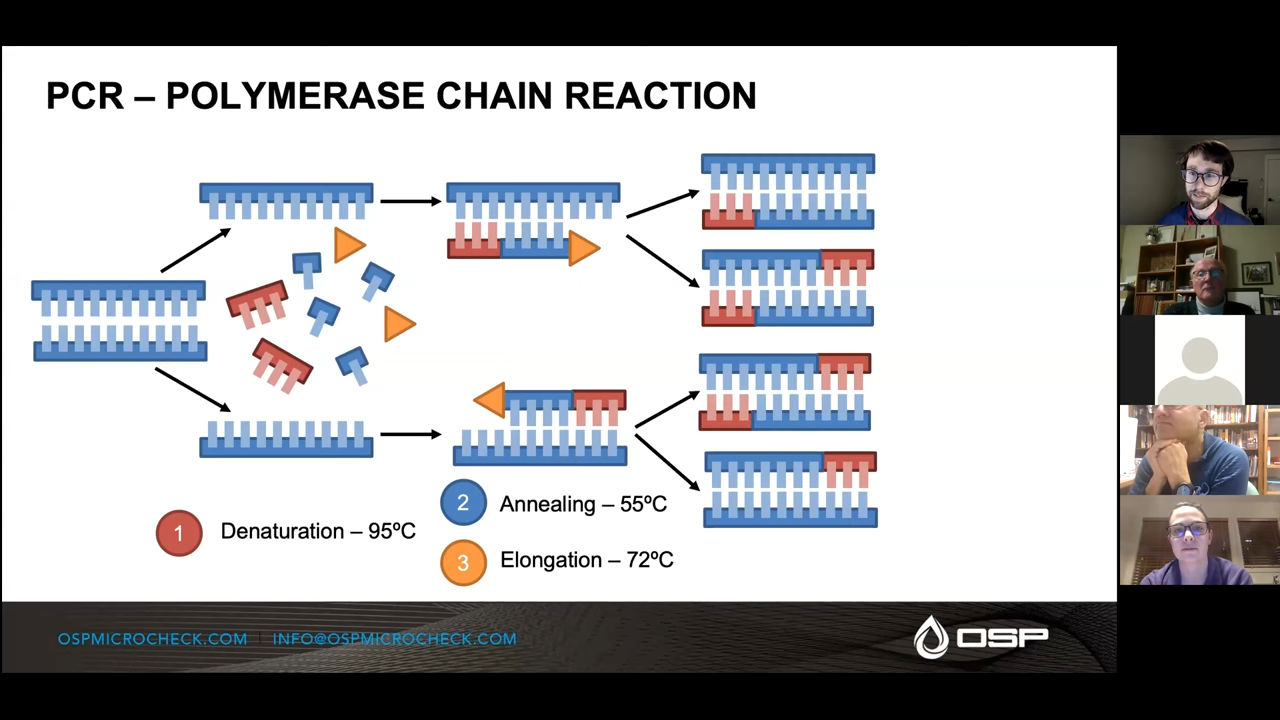 PCR – POLYMERASE CHAIN REACTION
1 Denaturation – 95ºC
2 Annealing – 55ºC
3 Elongation – 72ºC
OSPMICROCHECK.COM | INFO@OSPMICROCHECK.COM
OSP